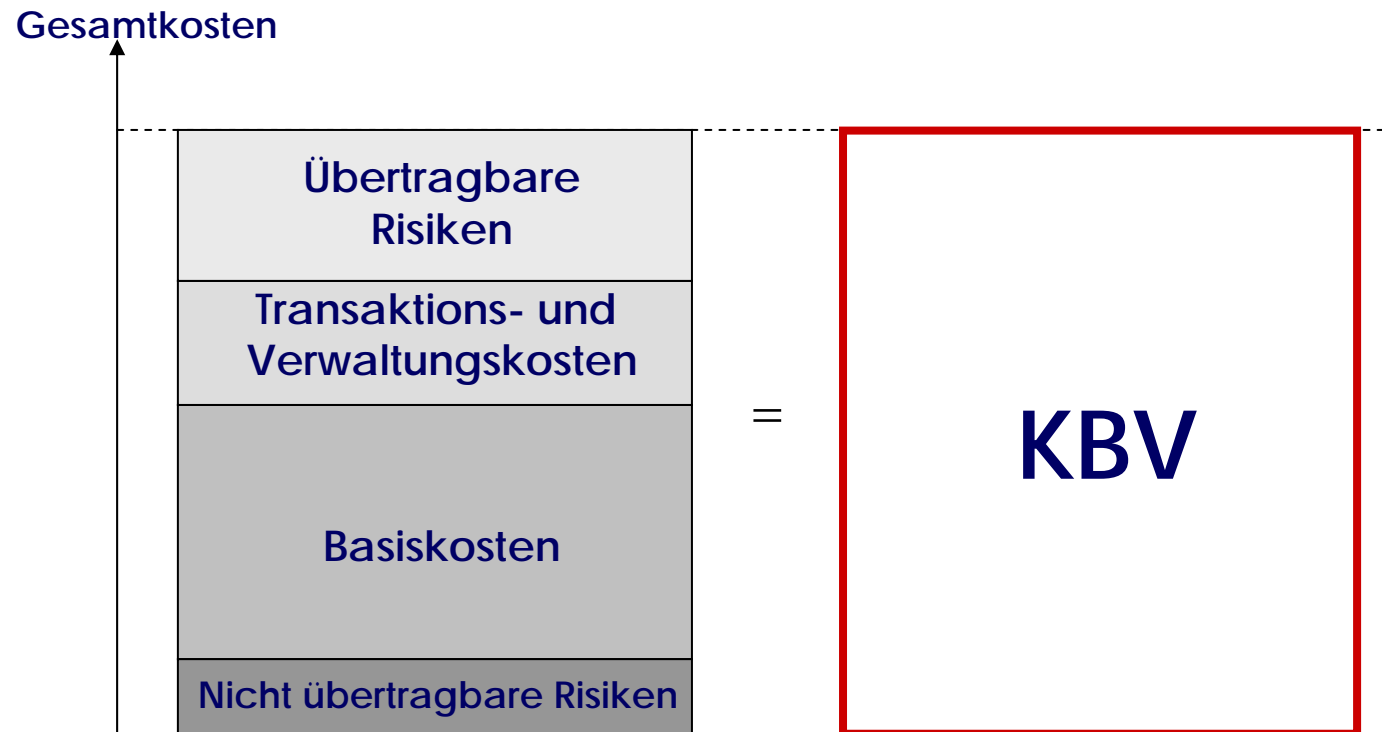 Gesamtkosten
Übertragbare
Risiken
Transaktions- und
Verwaltungskosten
=
KBV
Basiskosten
Nicht übertragbare Risiken